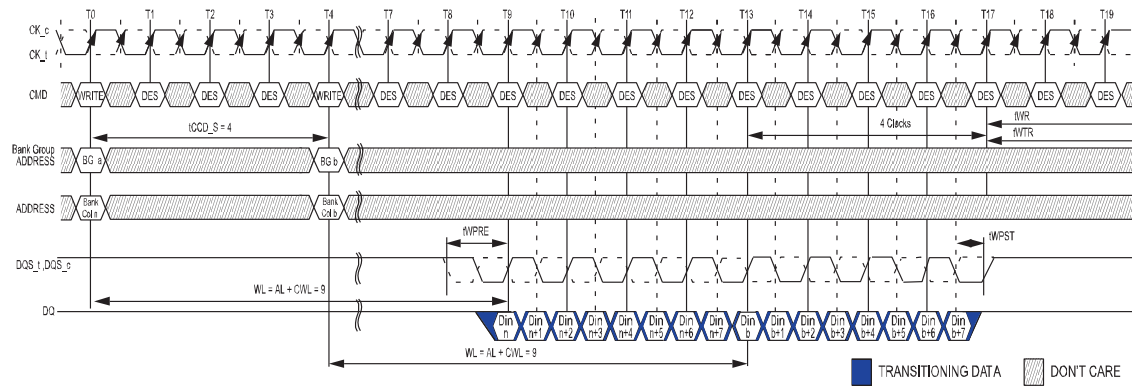 T0 T1 T2 T3 T4 T7 T8 T9 T10 T11 T12 T13 T14 T15 T16 T17 T18 T19
CK_c
CK_t
CMD WRITE DES DES DES WRITE DES DES DES DES DES DES DES DES DES DES DES DES DES
tCCD_S = 4
4 Clocks
tWR
tWTR
Bank Group
ADDRESS BG a BG b
ADDRESS Bank Col n Bank Col b
tWPRE
tWPST
DQS_t ,DQS_c
WL = AL + CWL = 9
DQ Din n Din n+1 Din n+2 Din n+3 Din n+4 Din n+5 Din n+6 Din n+7 Din b Din b+1 Din b+2 Din b+3 Din b+4 Din b+5 Din b+6 Din b+7
WL = AL + CWL = 9
TRANSITIONING DATA DON'T CARE